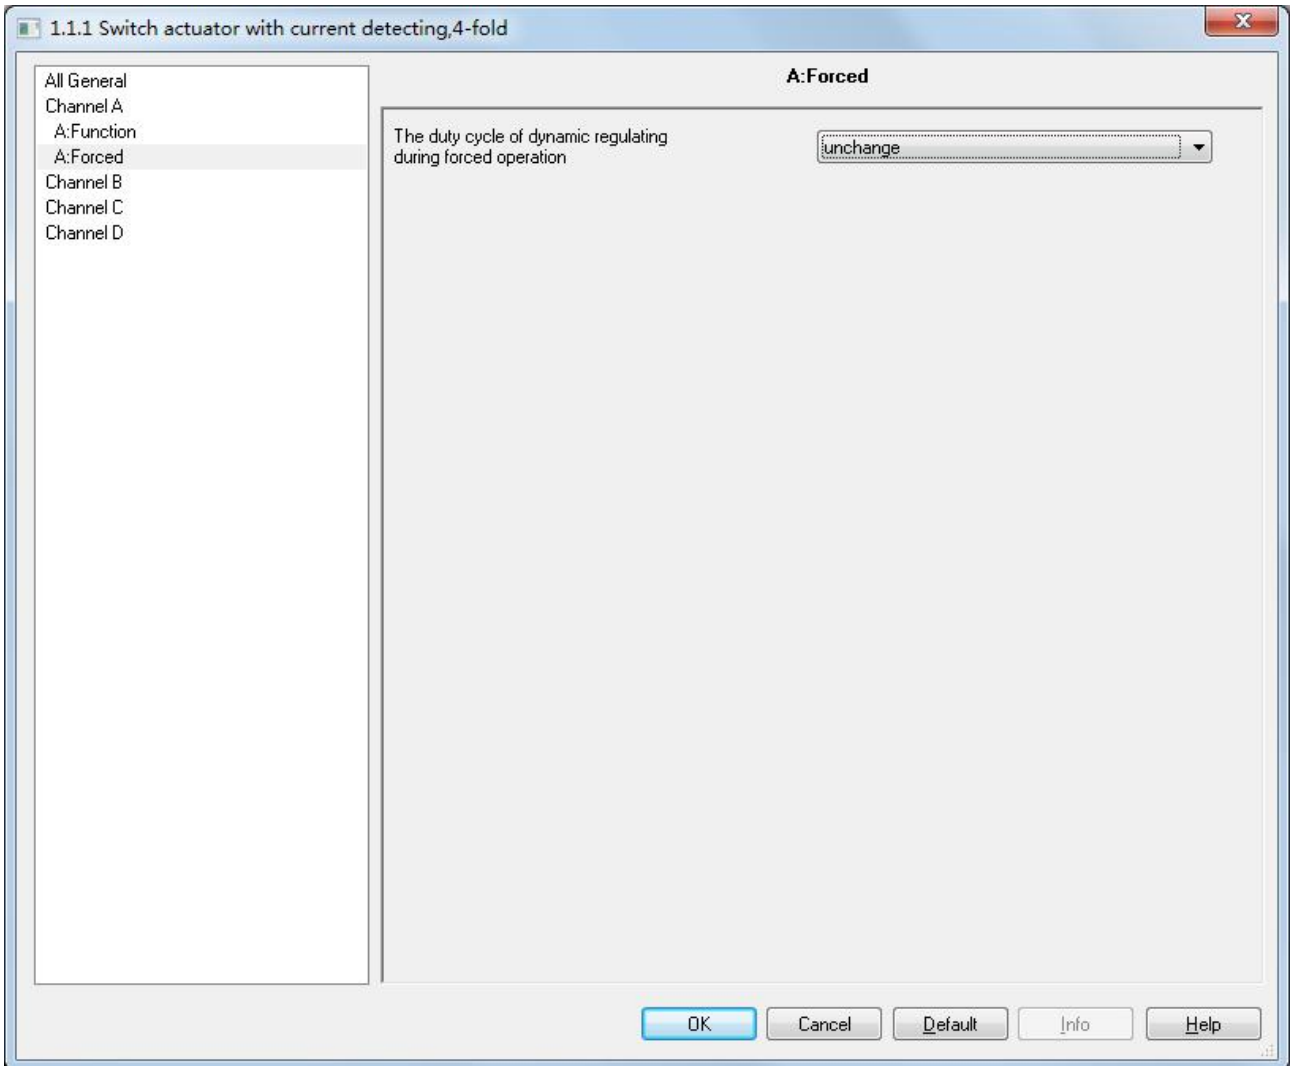 1.1.1 Switch actuator with current detecting,4-fold
All General
Channel A
A:Function
A:Forced
Channel B
Channel C
Channel D
A:Forced
The duty cycle of dynamic regulating
during forced operation
unchange
OK
Cancel
Default
Info
Help